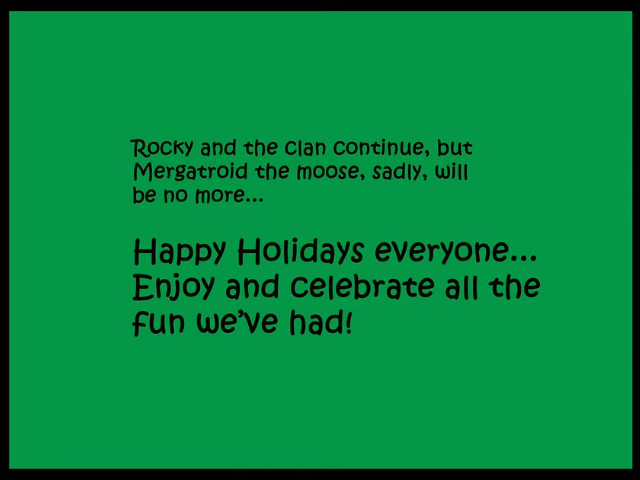 Rocky and the clan continue, but
Mergatroid the moose, sadly, will
be no more...
Happy Holidays everyone...
Enjoy and celebrate all the
fun we've had!